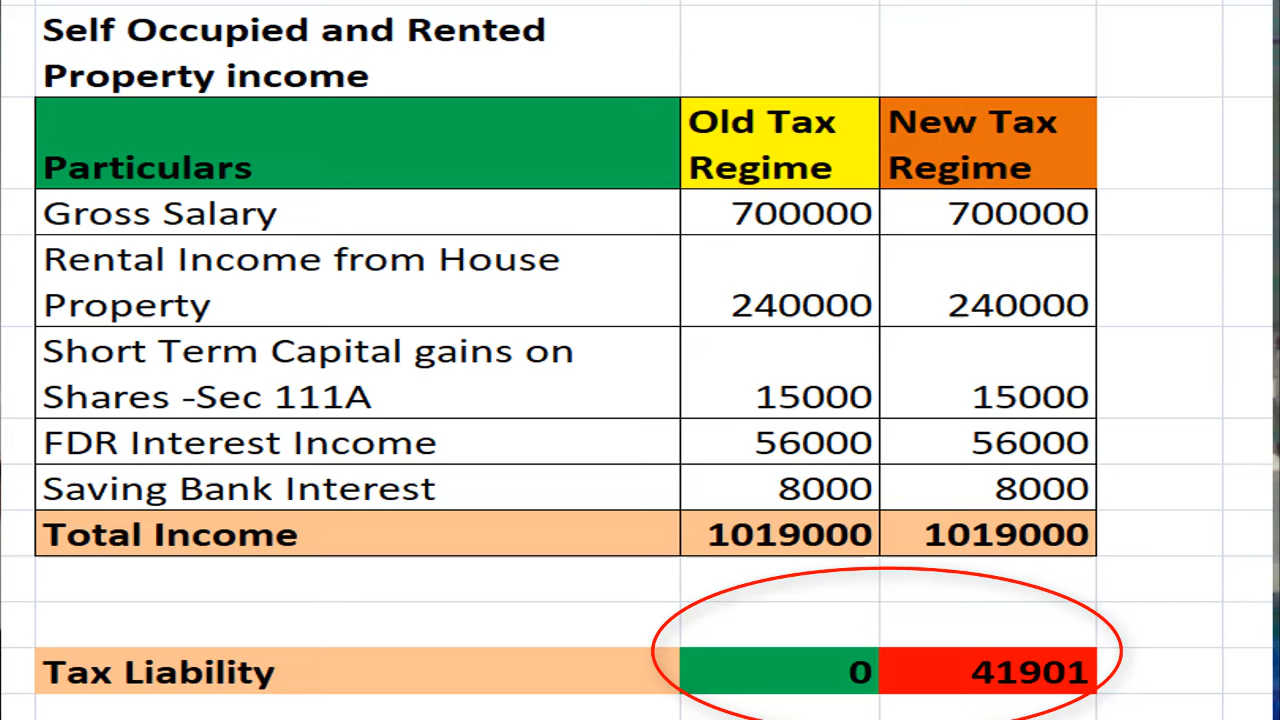 Self Occupied and Rented
Property income
Particulars Old Tax Regime New Tax Regime
Gross Salary 700000 700000
Rental Income from House
Property 240000 240000
Short Term Capital gains on
Shares -Sec 111A 15000 15000
FDR Interest Income 56000 56000
Saving Bank Interest 8000 8000
Total Income 1019000 1019000
Tax Liability 0 41901